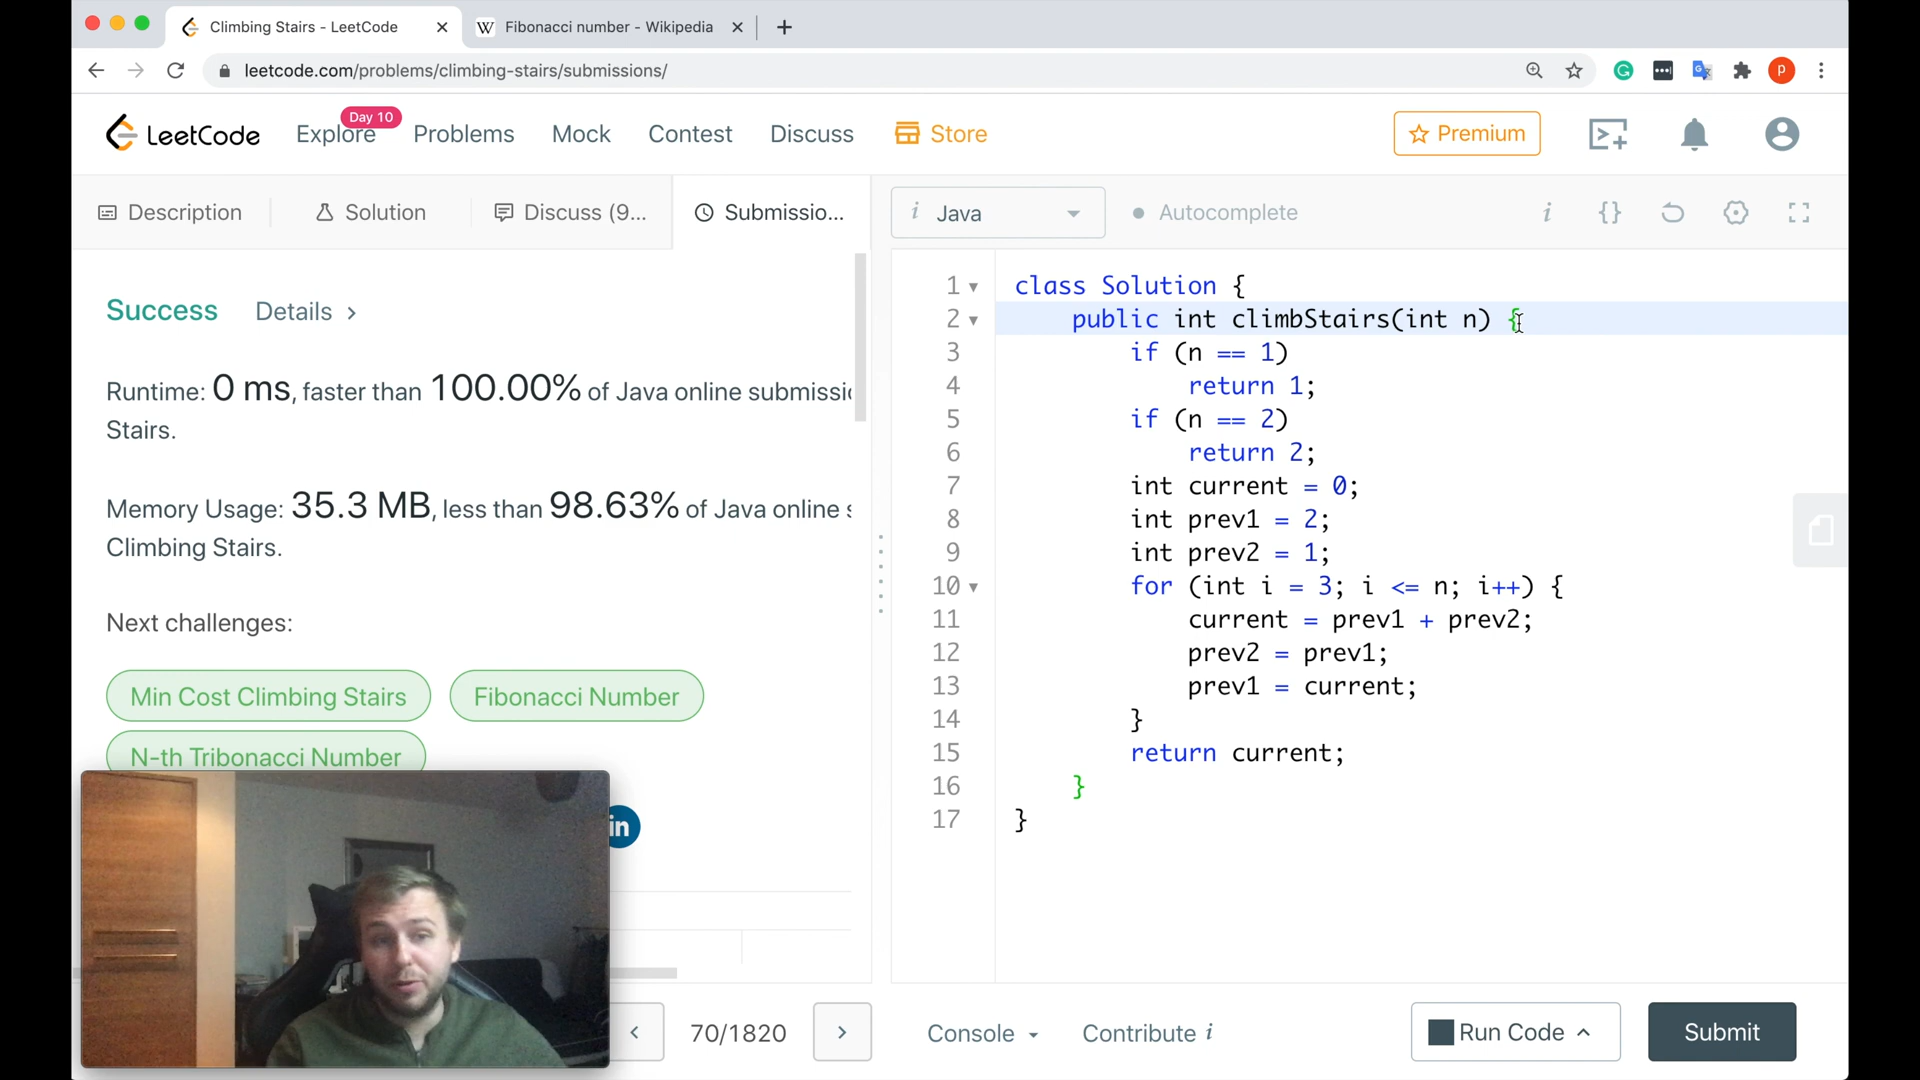 Climbing Stairs - LeetCode
Fibonacci number - Wikipedia
leetcode.com/problems/climbing-stairs/submissions/
P
LeetCode
Explore
Day 10
Problems
Mock
Contest
Discuss
Store
Premium
Description
Solution
Discuss (9...
Submissio...
i Java
Autocomplete
i {}
Success
Details >
Runtime: 0 ms, faster than 100.00% of Java online submissi
Stairs.
Memory Usage: 35.3 MB, less than 98.63% of Java online s
Climbing Stairs.
Next challenges:
Min Cost Climbing Stairs
Fibonacci Number
N-th Tribonacci Number
in
1 class Solution {
2 public int climbStairs(int n) {
3 if (n == 1)
4 return 1;
5 if (n == 2)
6 return 2;
7 int current = 0;
8 int prev1 = 2;
9 int prev2 = 1;
10 for (int i = 3; i <= n; i++) {
11 current = prev1 + prev2;
12 prev2 = prev1;
13 prev1 = current;
14 }
15 return current;
16 }
17 }
< 70/1820 >
Console
Contribute i
Run Code
Submit